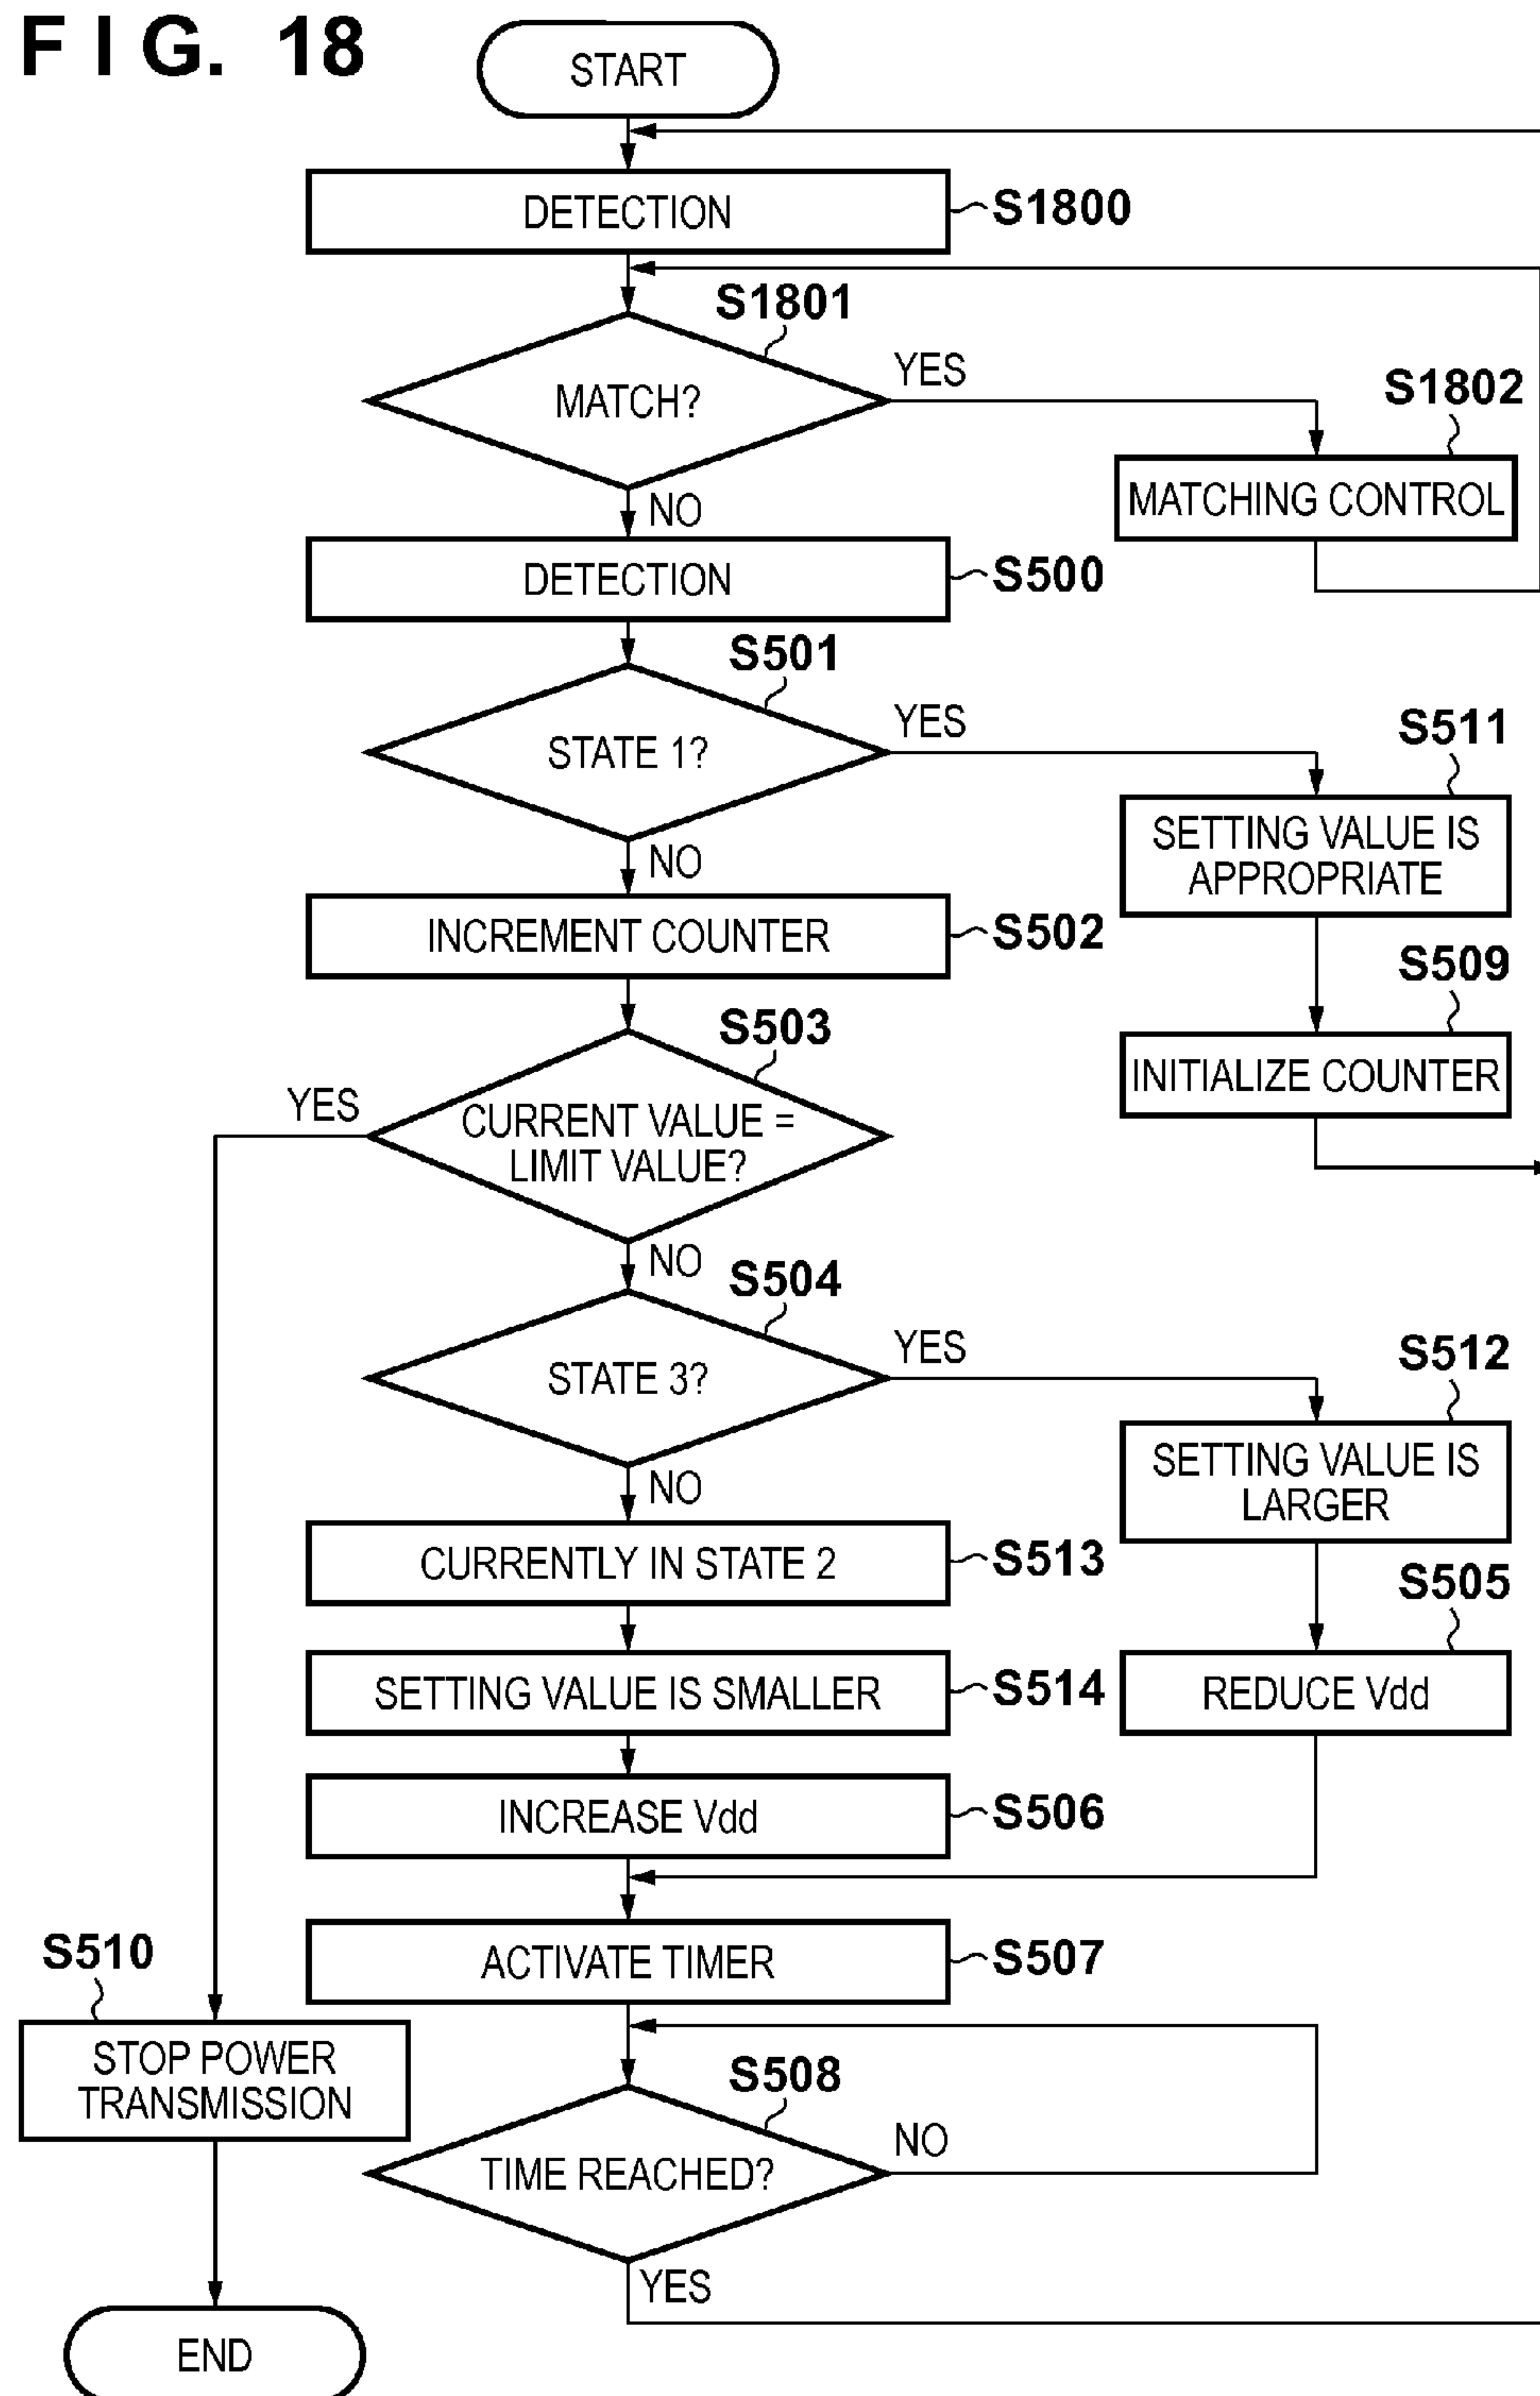 FIG. 18
START
DETECTION
S1800
S1801
MATCH?
YES
S1802
MATCHING CONTROL
NO
DETECTION
S500
S501
STATE 1?
YES
S511
SETTING VALUE IS
APPROPRIATE
NO
INCREMENT COUNTER
S502
S509
INITIALIZE COUNTER
S503
YES
CURRENT VALUE =
LIMIT VALUE?
NO
S504
STATE 3?
YES
S512
SETTING VALUE IS
LARGER
NO
CURRENTLY IN STATE 2
S513
S505
REDUCE Vdd
SETTING VALUE IS SMALLER
S514
INCREASE Vdd
S506
ACTIVATE TIMER
S507
S510
STOP POWER
TRANSMISSION
S508
TIME REACHED?
NO
YES
END